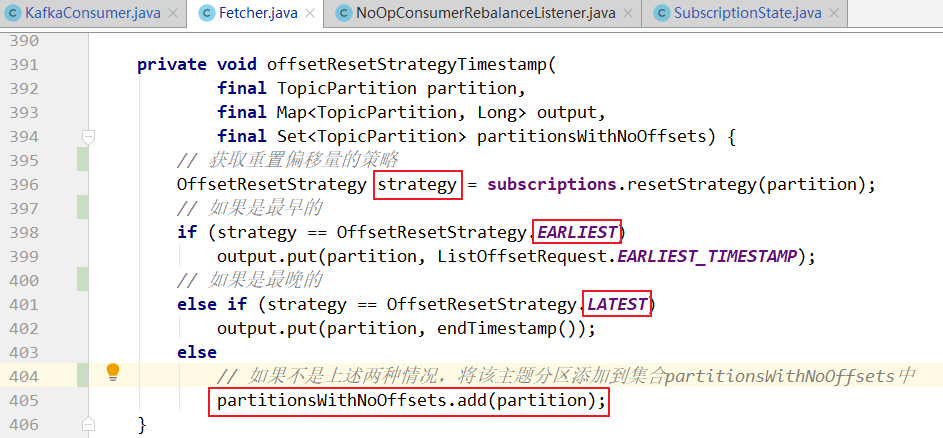 KafkaConsumer.java × Fetcher.java × NoOpConsumerRebalanceListener.java × SubscriptionState.java ×
390
391 private void offsetResetStrategyTimestamp(
392 final TopicPartition partition,
393 final Map<TopicPartition, Long> output,
394 final Set<TopicPartition> partitionsWithNoOffsets) {
395 // 获取重置偏移量的策略
396 OffsetResetStrategy strategy = subscriptions.resetStrategy(partition);
397 // 如果是最早的
398 if (strategy == OffsetResetStrategy.EARLIEST)
399 output.put(partition, ListOffsetRequest.EARLIEST_TIMESTAMP);
400 // 如果是最晚的
401 else if (strategy == OffsetResetStrategy.LATEST)
402 output.put(partition, endTimestamp());
403 else
404 // 如果不是上述两种情况，将该主题分区添加到集合partitionsWithNoOffsets中
405 partitionsWithNoOffsets.add(partition);
406 }